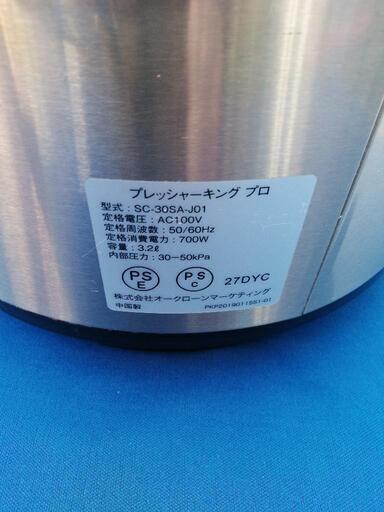 プレッシャーキング プロ
型式：SC-30SA-J01
定格電圧：AC100V
定格周波数：50/60Hz
定格消費電力：700W
容量：3.2ℓ
内部圧力：30-50kPa
PS
E
PS
C
27DYC
株式会社オークローンマーケティング
中国製
PKP20190115S1-01